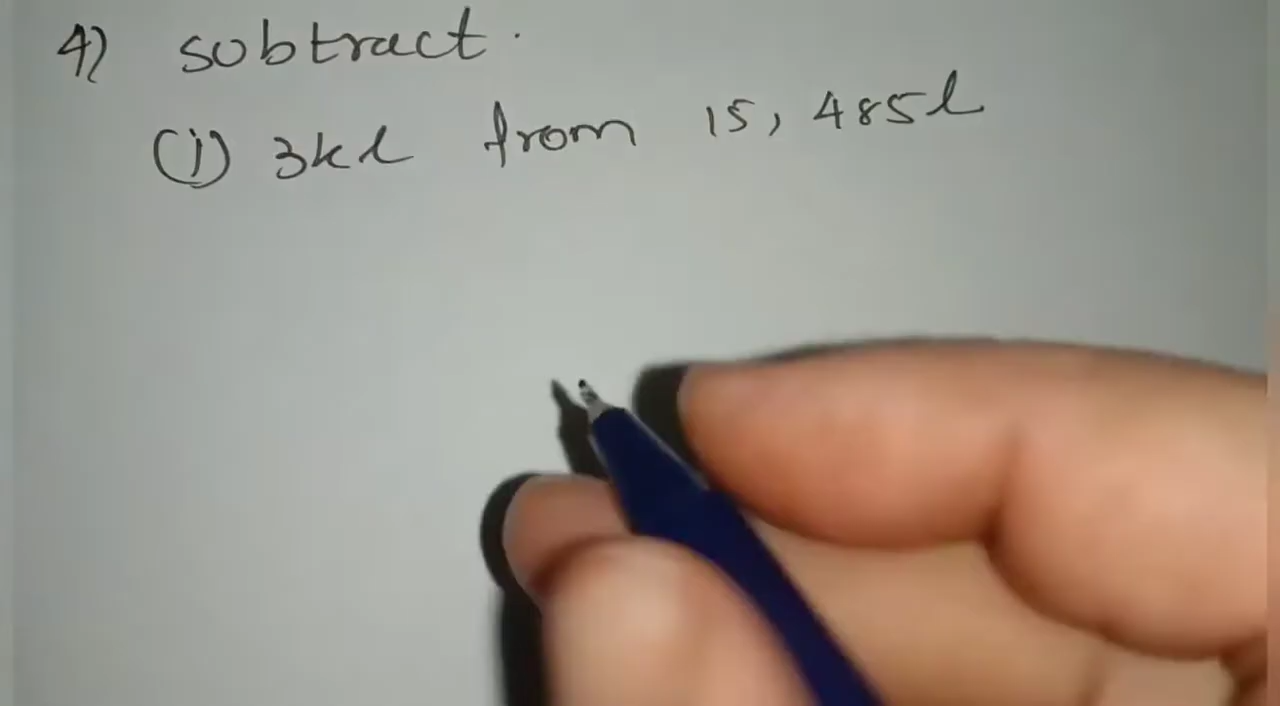 4) subtract.
(i) 3kl from 15,485l